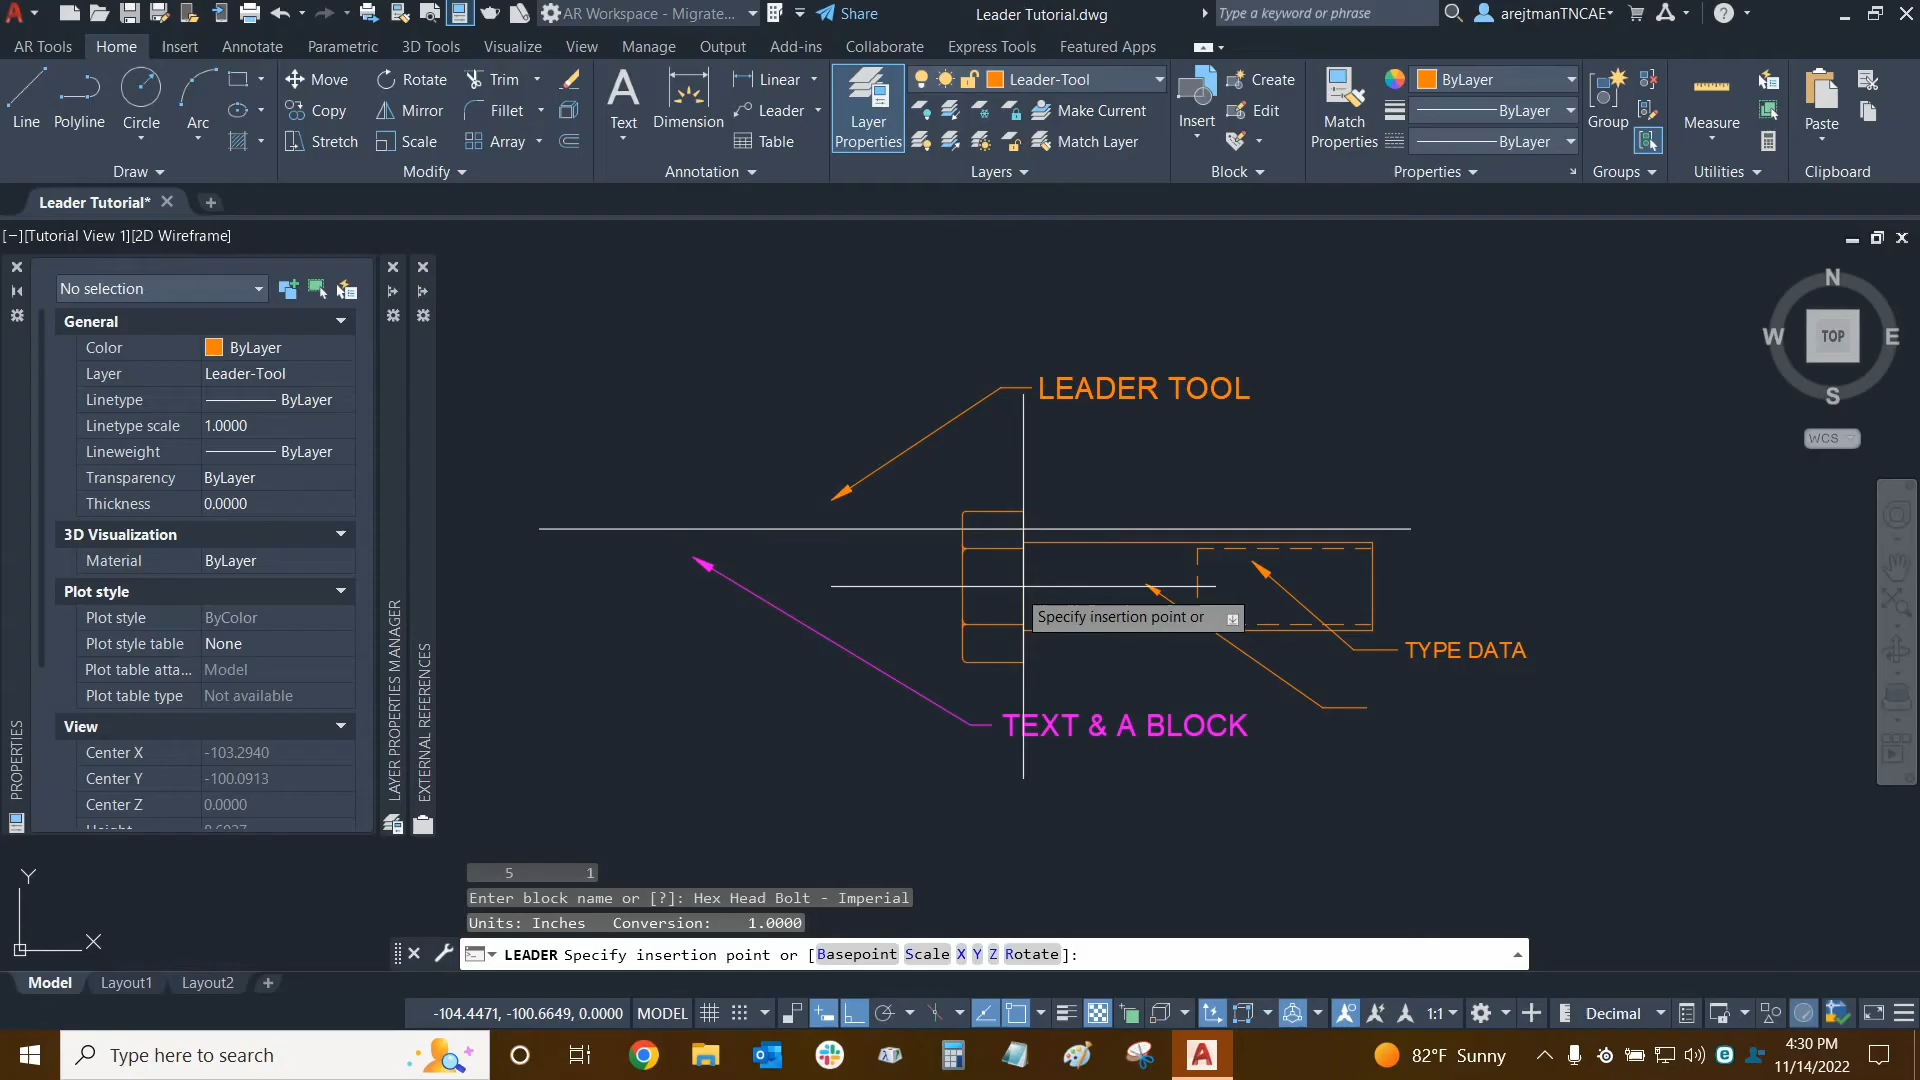 AR Workspace - Migrate...
Share
Leader Tutorial.dwg
Type a keyword or phrase
arejtmanTNCAE
AR Tools Home Insert Annotate Parametric 3D Tools Visualize View Manage Output Add-ins Collaborate Express Tools Featured Apps
Move Rotate Trim Linear Leader-Tool Create ByLayer
Line Polyline Circle Arc
Copy Mirror Fillet Text Dimension Leader Make Current Insert Edit ByLayer Group Measure Paste
Stretch Scale Array Table Layer Properties Match Layer Match Properties ByLayer
Draw Modify Annotation Layers Block Properties Groups Utilities Clipboard
Leader Tutorial*
[−][Tutorial View 1][2D Wireframe]
No selection
General
Color ByLayer
Layer Leader-Tool
Linetype ByLayer
Linetype scale 1.0000
Lineweight ByLayer
Transparency ByLayer
Thickness 0.0000
3D Visualization
Material ByLayer
Plot style
Plot style ByColor
Plot style table None
Plot table atta... Model
Plot table type Not available
View
Center X -103.2940
Center Y -100.0913
Center Z 0.0000
PROPERTIES
LAYER PROPERTIES MANAGER
EXTERNAL REFERENCES
LEADER TOOL
Specify insertion point or
TYPE DATA
TEXT & A BLOCK
N
W TOP E
S
WCS
Y
X
5 1
Enter block name or [?]: Hex Head Bolt - Imperial
Units: Inches Conversion: 1.0000
LEADER Specify insertion point or [Basepoint Scale X Y Z Rotate]:
Model Layout1 Layout2
-104.4471, -100.6649, 0.0000 MODEL 1:1 Decimal
Type here to search
82°F Sunny
4:30 PM
11/14/2022